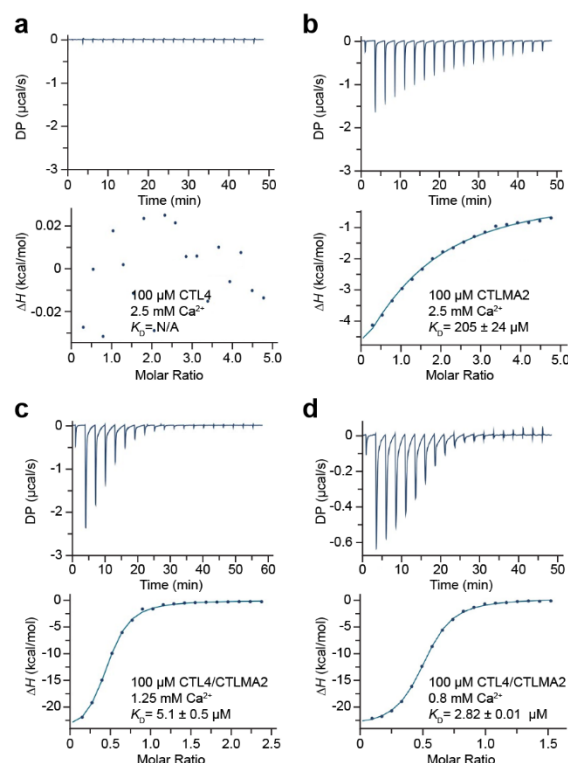 a
0
-1
-2
-3
DP (µcal/s)
0 10 20 30 40 50
Time (min)
0.02
0
-0.02
ΔH (kcal/mol)
100 µM CTL4
2.5 mM Ca²⁺
K_D = N/A
0 1.0 2.0 3.0 4.0 5.0
Molar Ratio
b
0
-1
-2
-3
DP (µcal/s)
0 10 20 30 40 50
Time (min)
-1
-2
-3
-4
ΔH (kcal/mol)
100 µM CTLMA2
2.5 mM Ca²⁺
K_D = 205 ± 24 µM
0 1.0 2.0 3.0 4.0 5.0
Molar Ratio
c
0
-1
-2
-3
DP (µcal/s)
0 10 20 30 40 50 60
Time (min)
0
-5
-10
-15
-20
ΔH (kcal/mol)
100 µM CTL4/CTLMA2
1.25 mM Ca²⁺
K_D = 5.1 ± 0.5 µM
0 0.5 1.0 1.5 2.0 2.5
Molar Ratio
d
0
-0.2
-0.4
-0.6
DP (µcal/s)
0 10 20 30 40 50
Time (min)
0
-5
-10
-15
-20
ΔH (kcal/mol)
100 µM CTL4/CTLMA2
0.8 mM Ca²⁺
K_D = 2.82 ± 0.01 µM
0 0.5 1.0 1.5
Molar Ratio